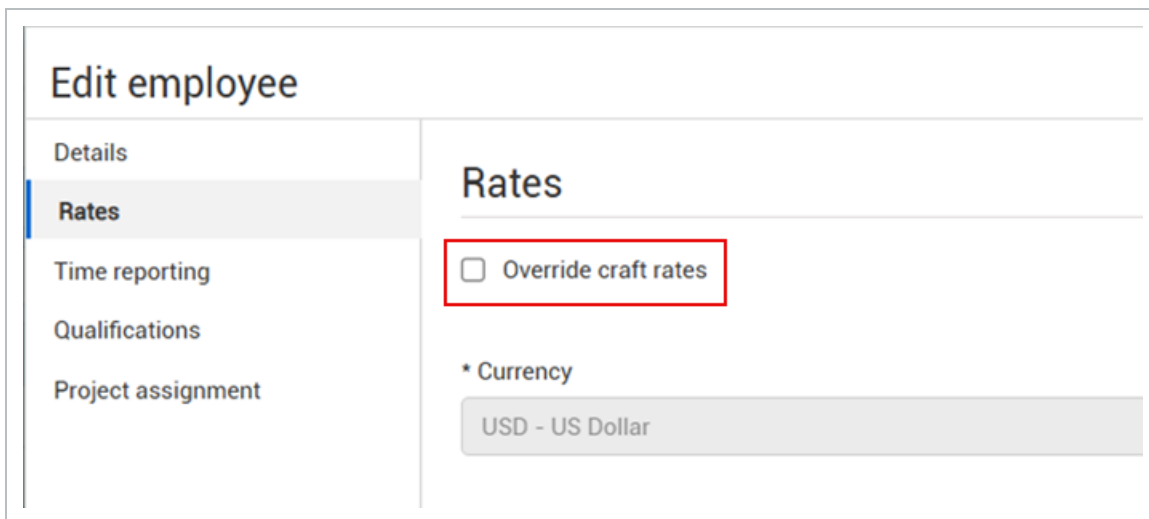 Edit employee
Details
Rates
Time reporting
Qualifications
Project assignment
Rates
Override craft rates
* Currency
USD - US Dollar